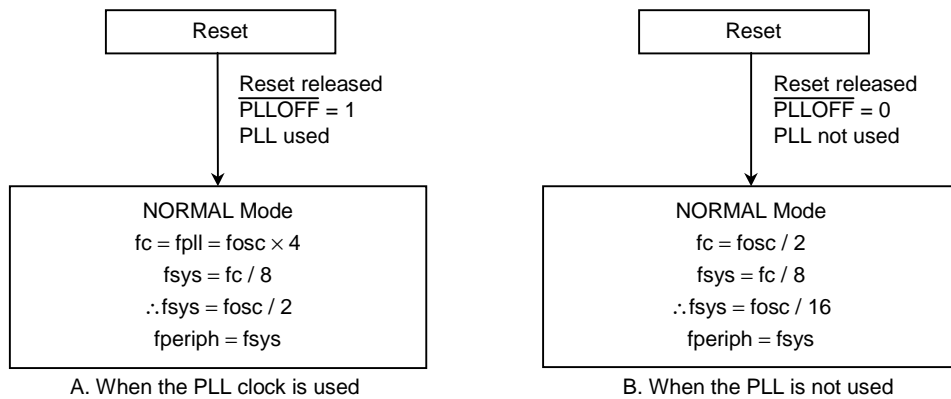 Reset
Reset released
PLLOFF = 1
PLL used
NORMAL Mode
fc = fpll = fosc × 4
fsys = fc / 8
∴fsys = fosc / 2
fperiph = fsys
A. When the PLL clock is used
Reset
Reset released
PLLOFF = 0
PLL not used
NORMAL Mode
fc = fosc / 2
fsys = fc / 8
∴fsys = fosc / 16
fperiph = fsys
B. When the PLL is not used